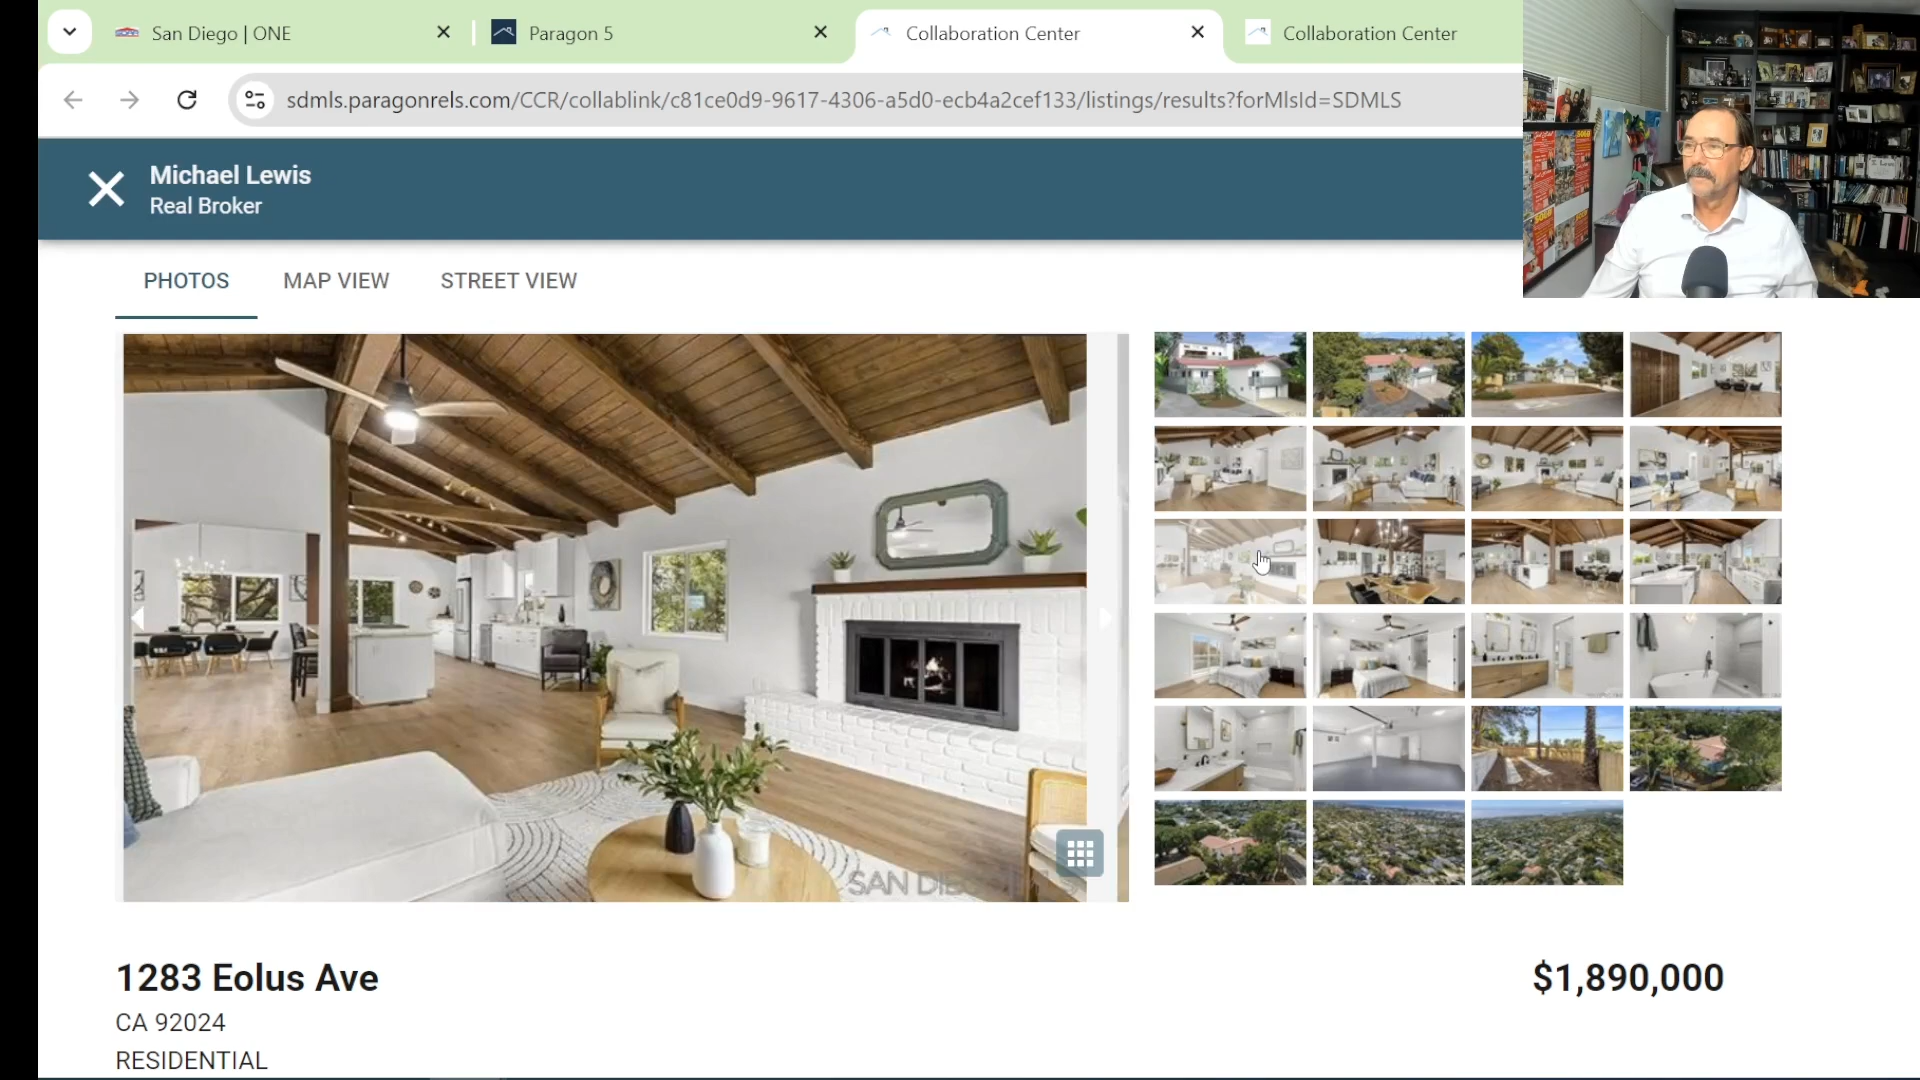 San Diego | ONE
Paragon 5
Collaboration Center
Collaboration Center
sdmls.paragonrels.com/CCR/collablink/c81ce0d9-9617-4306-a5d0-ecb4a2cef133/listings/results?forMlsId=SDMLS
Michael Lewis
Real Broker
PHOTOS
MAP VIEW
STREET VIEW
SAN DIEGO
1283 Eolus Ave
$1,890,000
CA 92024
RESIDENTIAL